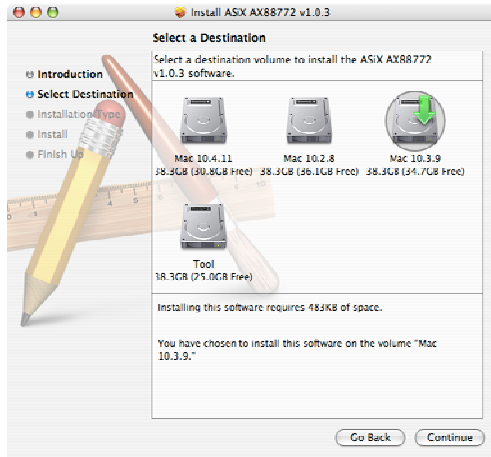 Install ASiX AX88772 v1.0.3
Select a Destination
Introduction
Select Destination
Installation Type
Install
Finish Up
Select a destination volume to install the ASiX AX88772
v1.0.3 software.
Mac 10.4.11
38.3GB (30.8GB Free)
Mac 10.2.8
38.3GB (36.1GB Free)
Mac 10.3.9
38.3GB (34.7GB Free)
Tool
38.3GB (25.0GB Free)
Installing this software requires 483KB of space.
You have chosen to install this software on the volume "Mac
10.3.9."
Go Back
Continue